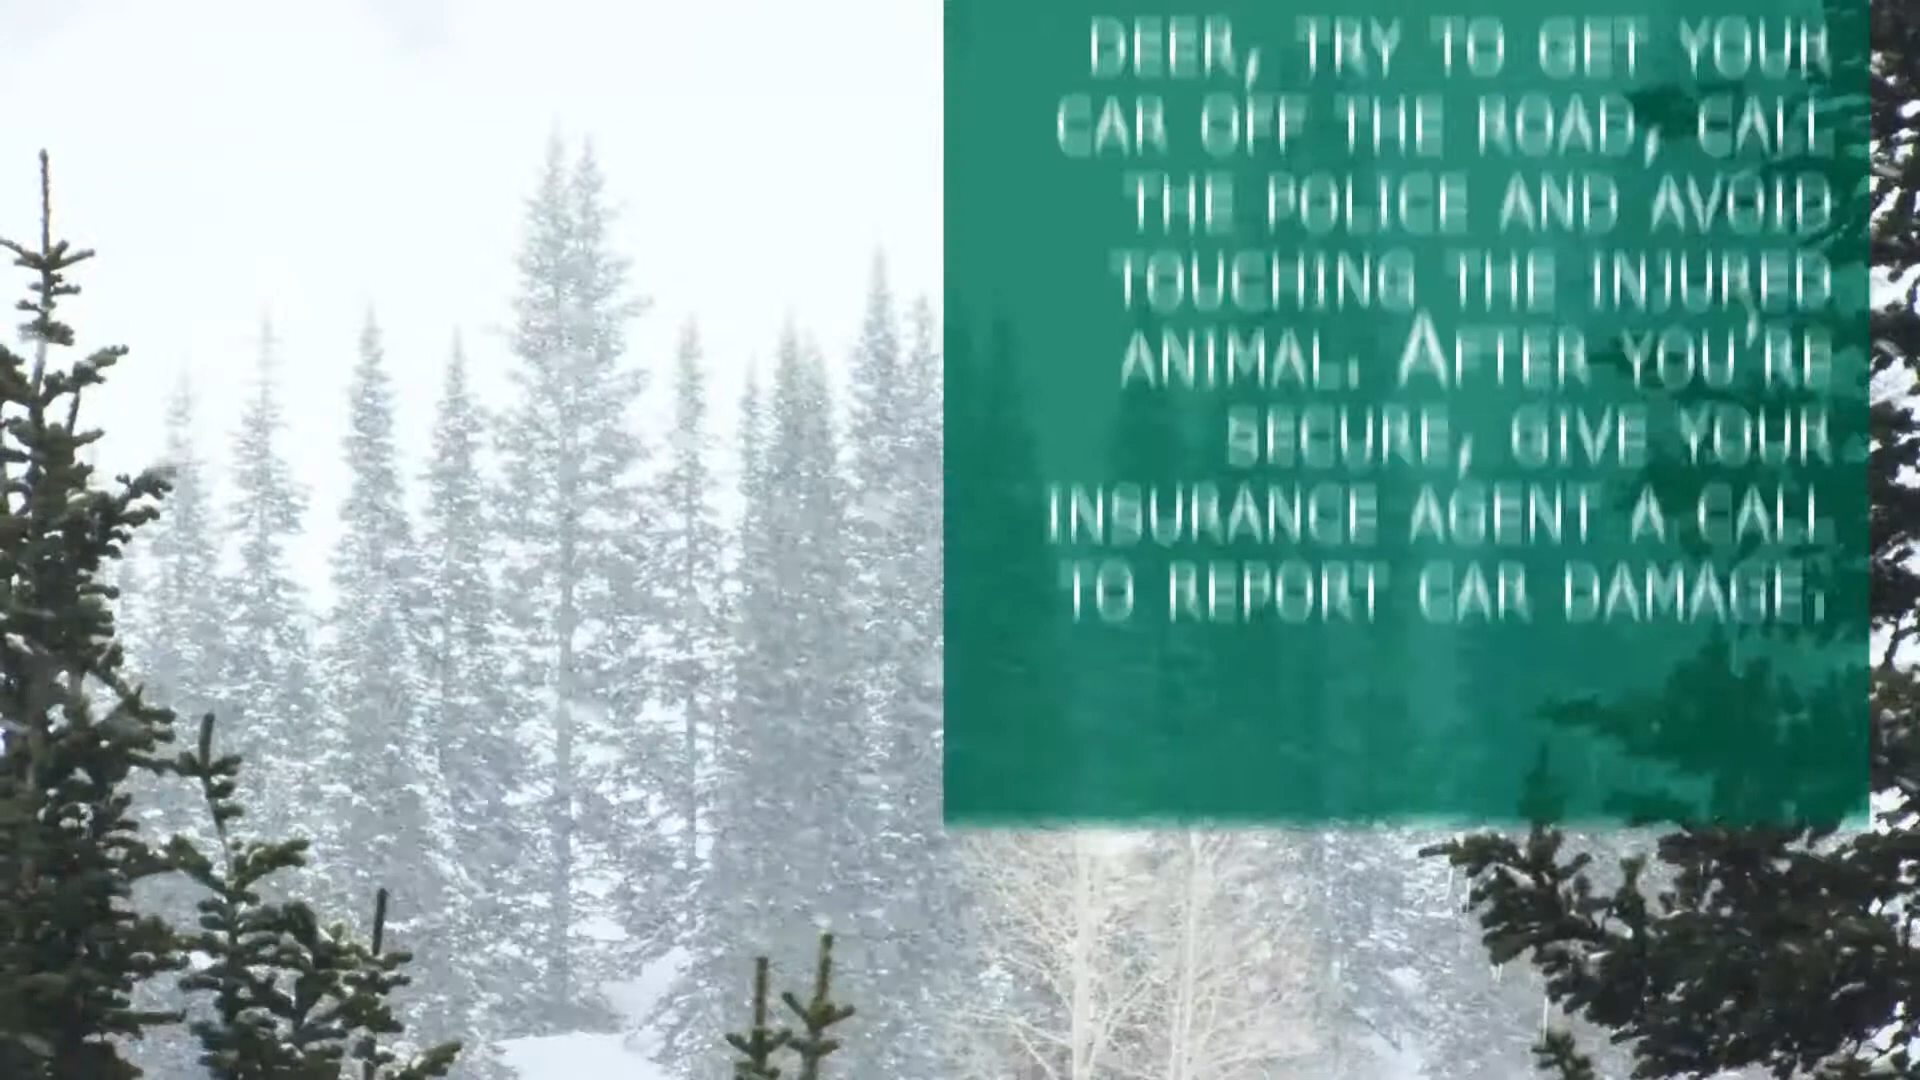 DEER, TRY TO GET YOUR
CAR OFF THE ROAD, CALL
THE POLICE AND AVOID
TOUCHING THE INJURED
ANIMAL. AFTER YOU'RE
SECURE, GIVE YOUR
INSURANCE AGENT A CALL
TO REPORT CAR DAMAGE.